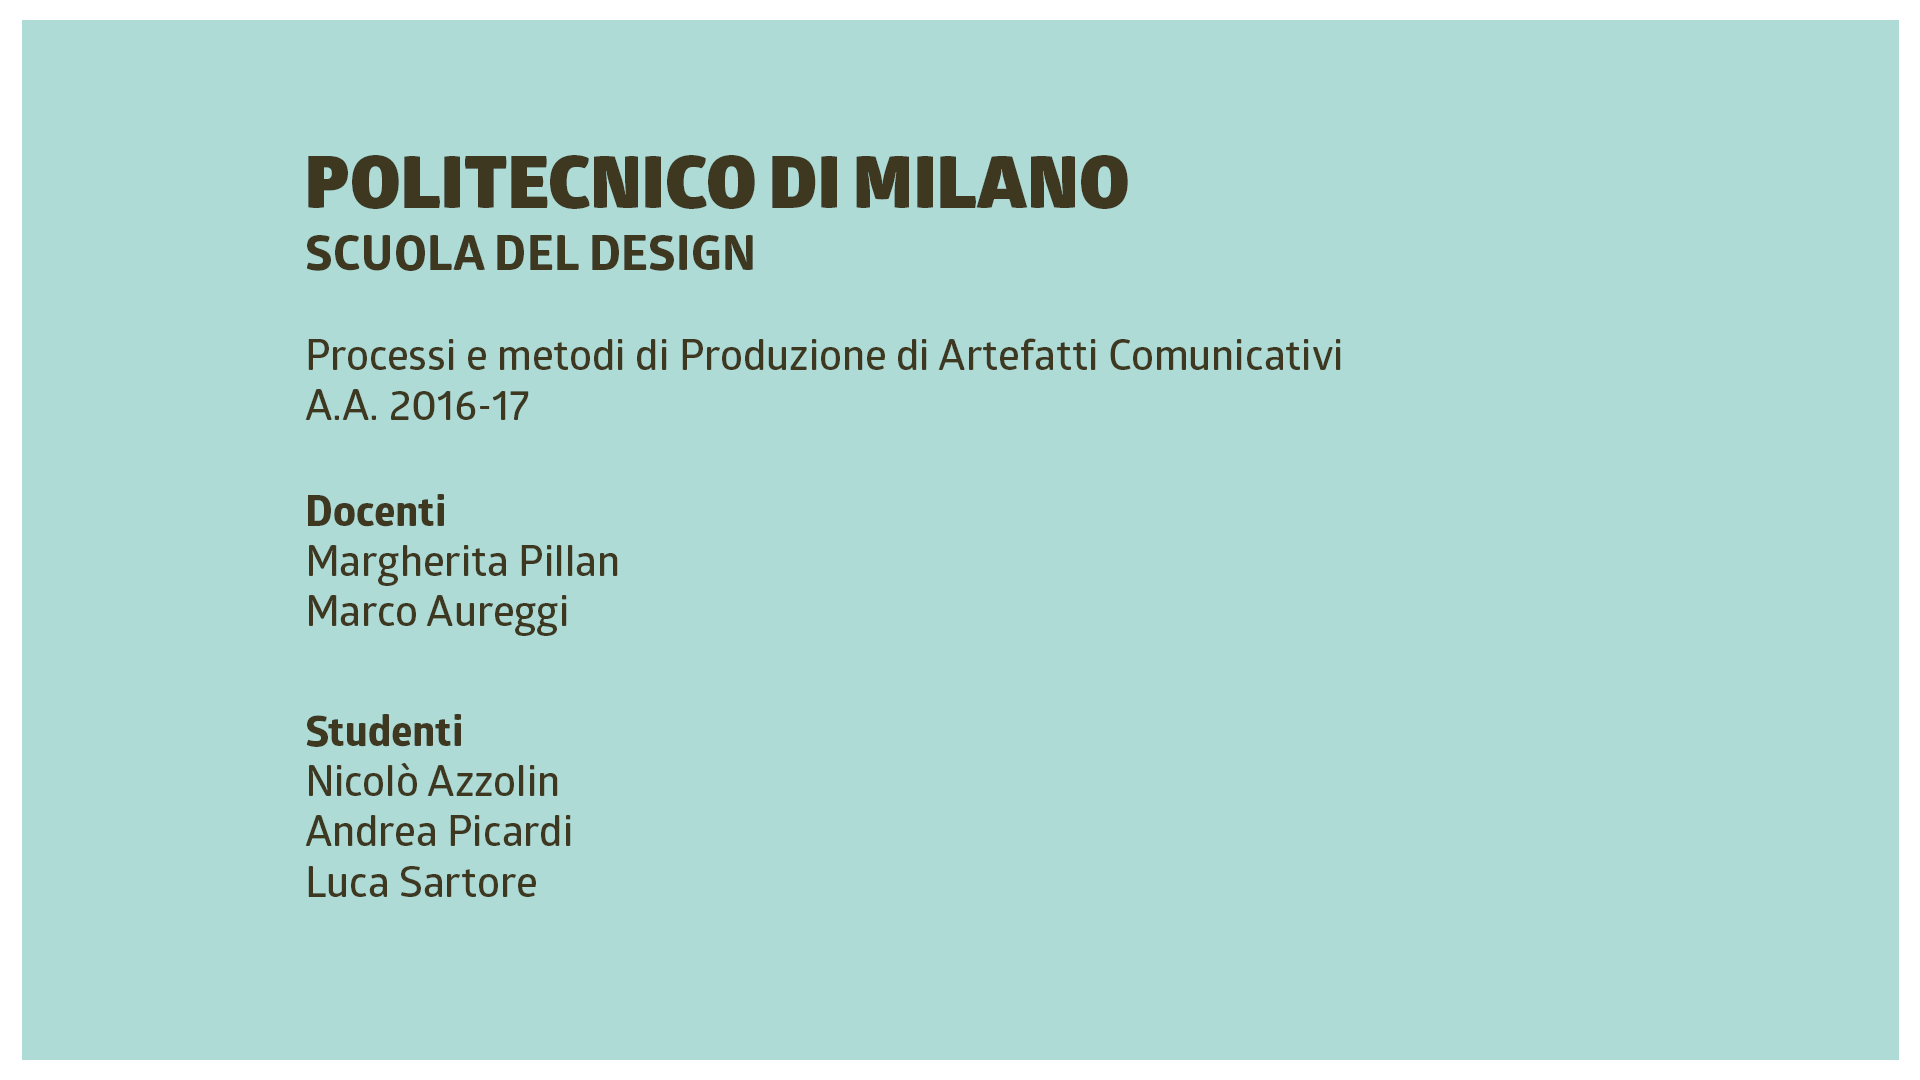 POLITECNICO DI MILANO
SCUOLA DEL DESIGN
Processi e metodi di Produzione di Artefatti Comunicativi
A.A. 2016-17
Docenti
Margherita Pillan
Marco Aureggi
Studenti
Nicolò Azzolin
Andrea Picardi
Luca Sartore